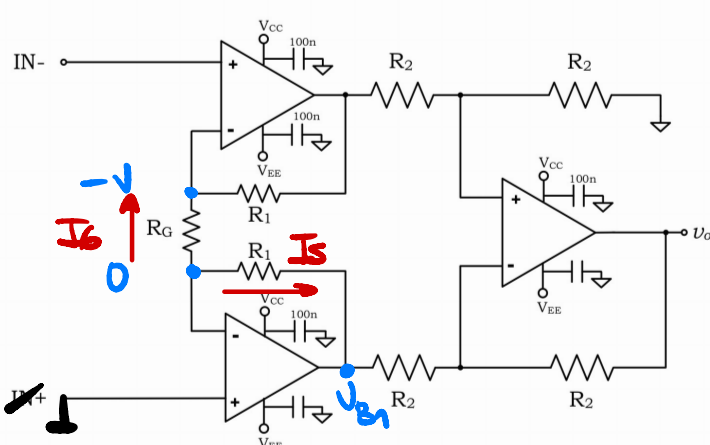 VCC
100n
IN-
R2
R2
+
100n
-
VEE
-V
VCC
100n
R1
+
IG
RG
vo
R1
IS
-
0
VCC
VEE
100n
-
IN+
+
R2
R2
VEE